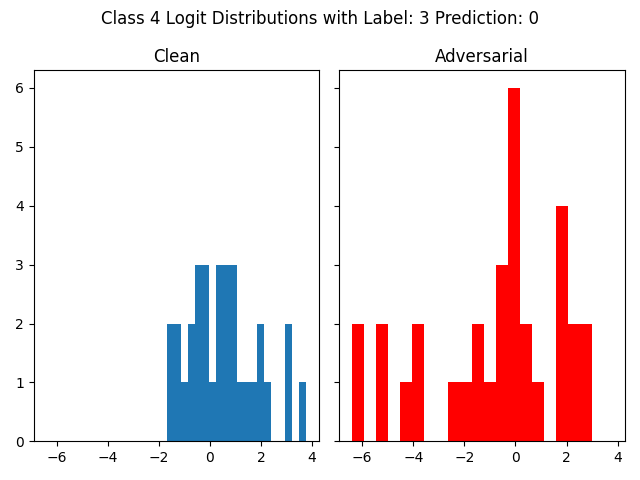 Class 4 Logit Distributions with Label: 3 Prediction: 0
Clean
Adversarial
6
5
4
3
2
1
0
−6 −4 −2 0 2 4
−6 −4 −2 0 2 4